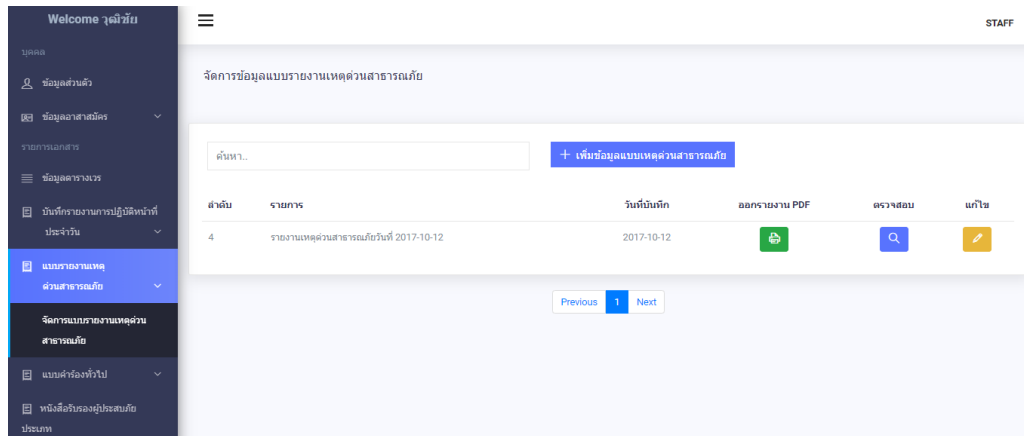 Welcome วุฒิชัย
STAFF
บุคคล
ข้อมูลส่วนตัว
ข้อมูลอาสาสมัคร
รายการเอกสาร
ข้อมูลตารางเวร
บันทึกรายงานการปฏิบัติหน้าที่
ประจำวัน
แบบรายงานเหตุ
ด่วนสาธารณภัย
จัดการแบบรายงานเหตุด่วน
สาธารณภัย
แบบคำร้องทั่วไป
หนังสือรับรองผู้ประสบภัย
ประเภท
จัดการข้อมูลแบบรายงานเหตุด่วนสาธารณภัย
ค้นหา..
+ เพิ่มข้อมูลแบบเหตุด่วนสาธารณภัย
ลำดับ รายการ วันที่บันทึก ออกรายงาน PDF ตรวจสอบ แก้ไข
4 รายงานเหตุด่วนสาธารณภัยวันที่ 2017-10-12 2017-10-12
Previous 1 Next